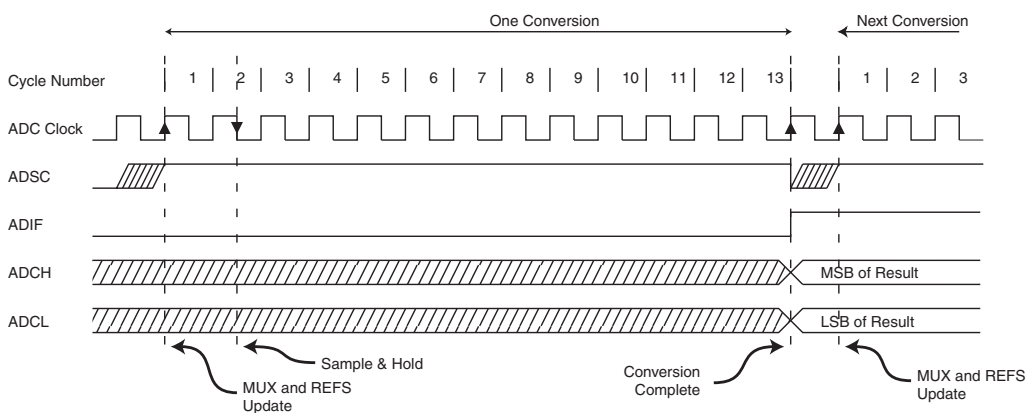 One Conversion
Next Conversion
Cycle Number 1 2 3 4 5 6 7 8 9 10 11 12 13 1 2 3
ADC Clock
ADSC
ADIF
ADCH MSB of Result
ADCL LSB of Result
Sample & Hold
MUX and REFS
Update
Conversion
Complete
MUX and REFS
Update